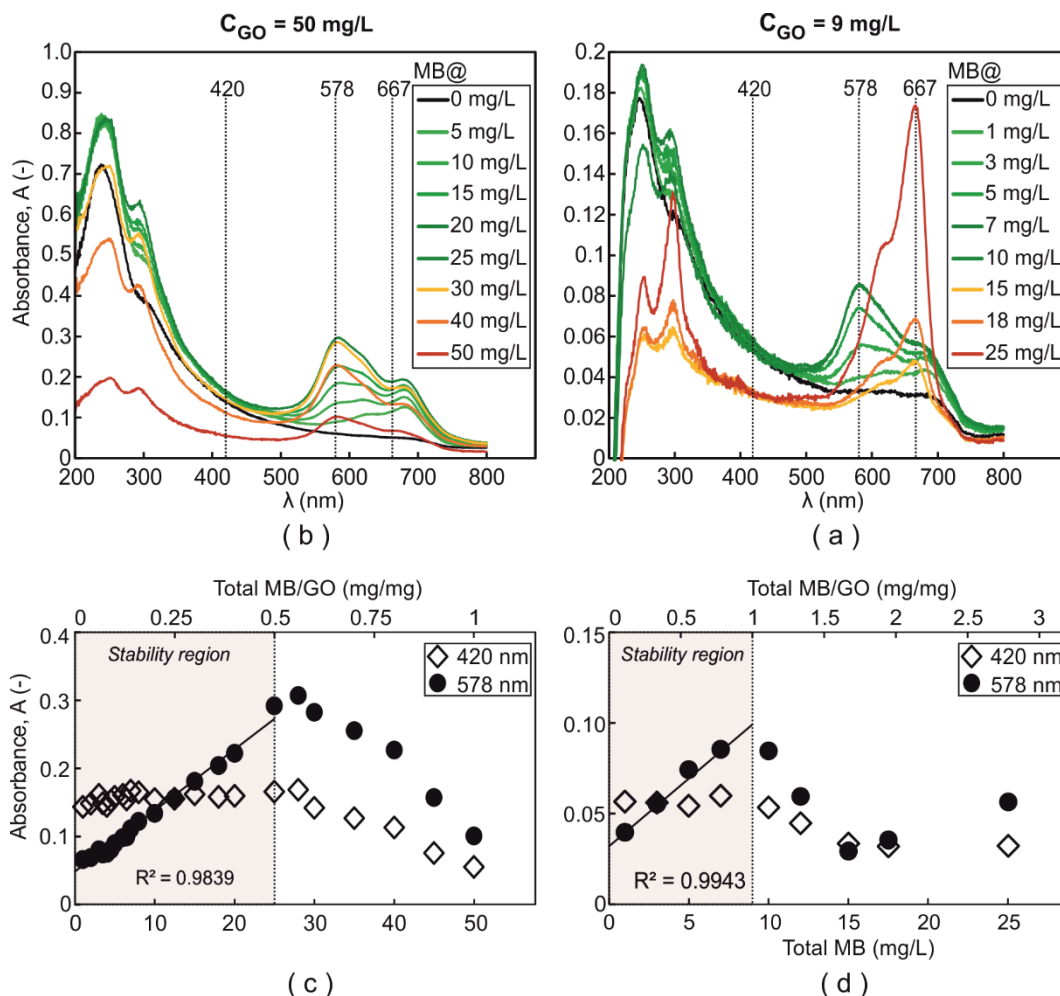 C_GO = 50 mg/L
1.0
0.9
0.8
0.7
0.6
0.5
0.4
0.3
0.2
0.1
0
Absorbance, A (-)
420
578
667
MB@
0 mg/L
5 mg/L
10 mg/L
15 mg/L
20 mg/L
25 mg/L
30 mg/L
40 mg/L
50 mg/L
200 300 400 500 600 700 800
λ (nm)
( b )
C_GO = 9 mg/L
0.2
0.18
0.16
0.14
0.12
0.10
0.08
0.06
0.04
0.02
0
420
578
667
MB@
0 mg/L
1 mg/L
3 mg/L
5 mg/L
7 mg/L
10 mg/L
15 mg/L
18 mg/L
25 mg/L
200 300 400 500 600 700 800
λ (nm)
( a )
Total MB/GO (mg/mg)
0 0.25 0.5 0.75 1
0.4
0.3
0.2
0.1
0
Absorbance, A (-)
Stability region
420 nm
578 nm
R² = 0.9839
0 10 20 30 40 50
( c )
Total MB/GO (mg/mg)
0 0.5 1 1.5 2 2.5 3
0.15
0.10
0.05
0
Stability region
420 nm
578 nm
R² = 0.9943
0 5 10 15 20 25
Total MB (mg/L)
( d )